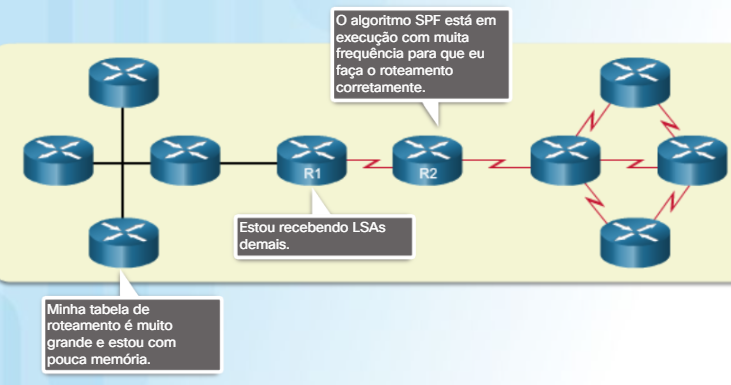 O algoritmo SPF está em
execução com muita
frequência para que eu
faça o roteamento
corretamente.
R1
R2
Estou recebendo LSAs
demais.
Minha tabela de
roteamento é muito
grande e estou com
pouca memória.